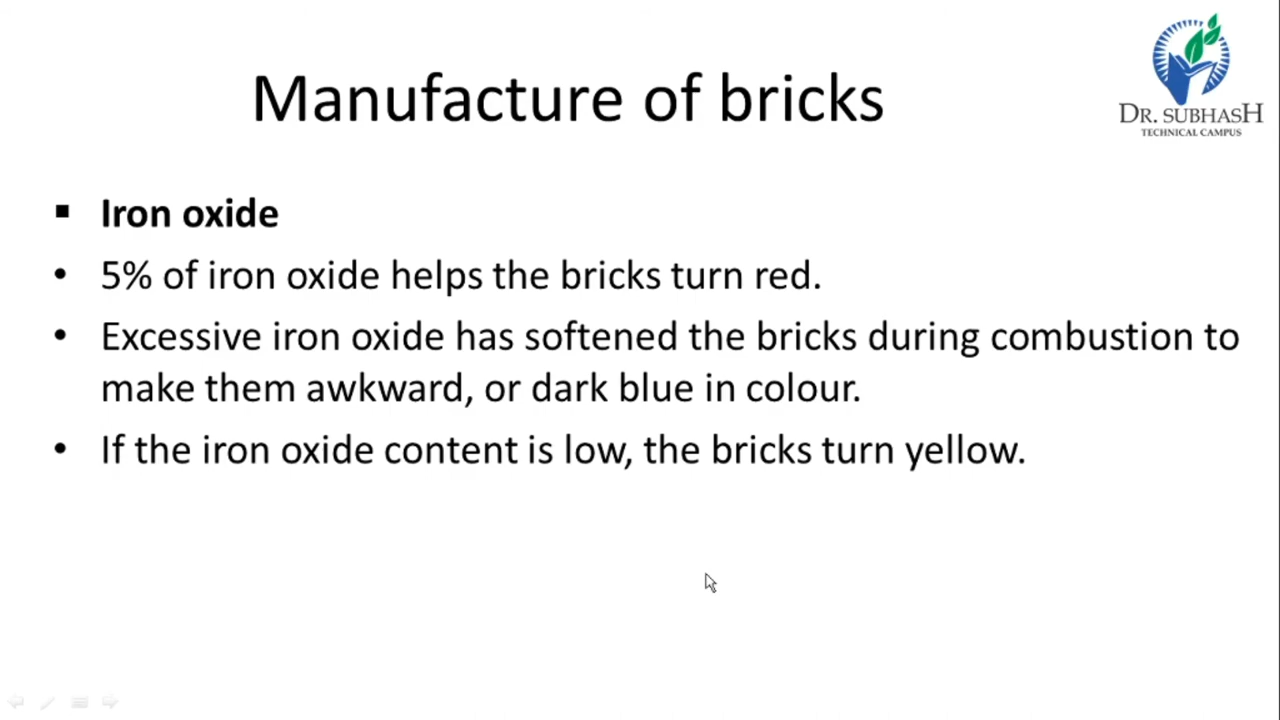 Manufacture of bricks
DR. SUBHASH
TECHNICAL CAMPUS
▪ Iron oxide
• 5% of iron oxide helps the bricks turn red.
• Excessive iron oxide has softened the bricks during combustion to
make them awkward, or dark blue in colour.
• If the iron oxide content is low, the bricks turn yellow.